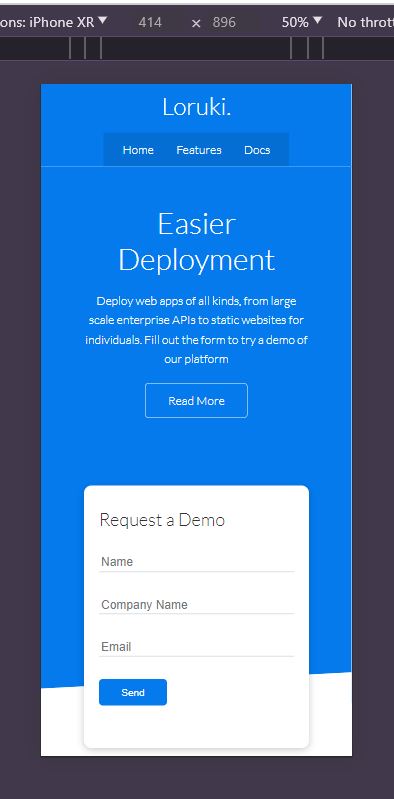 ons: iPhone XR ▼ 414 × 896 50% ▼ No thrott
Loruki.
Home Features Docs
Easier
Deployment
Deploy web apps of all kinds, from large
scale enterprise APIs to static websites for
individuals. Fill out the form to try a demo of
our platform
Read More
Request a Demo
Name
Company Name
Email
Send